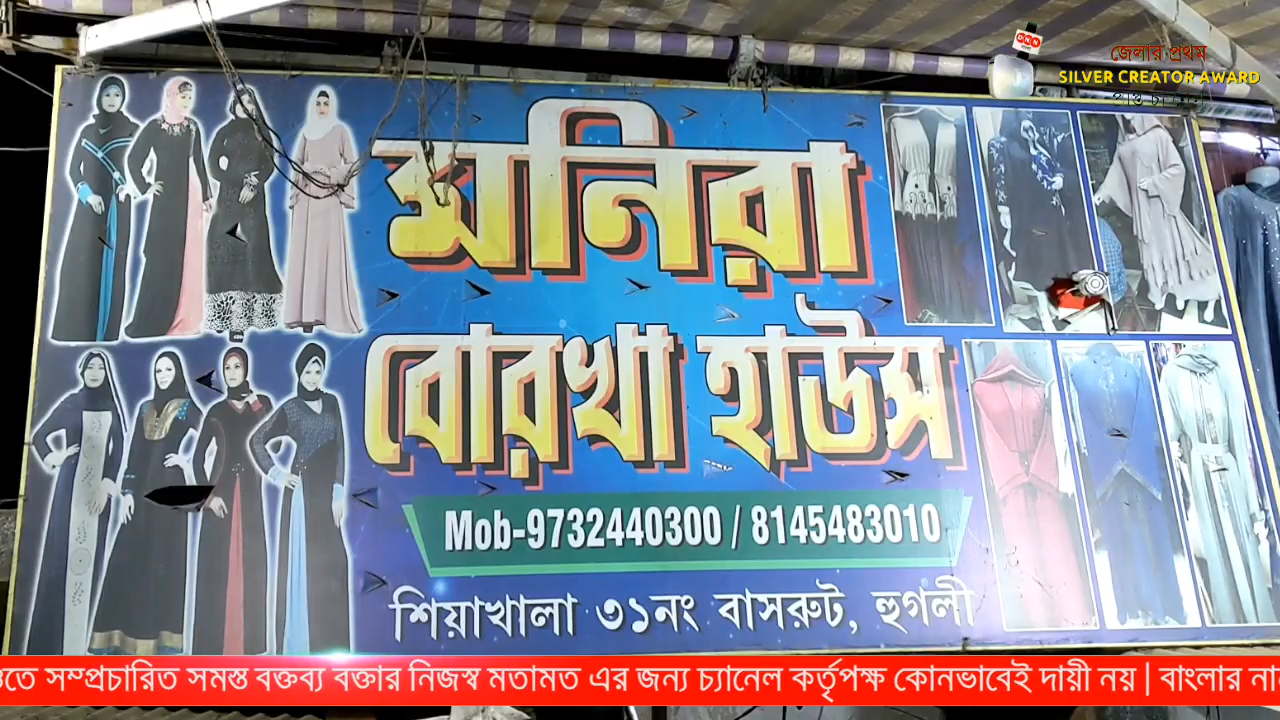 জেলার প্রথম
SILVER CREATOR AWARD
মনিরা
বোরখা হাউস
Mob-9732440300 / 8145483010
শিয়াখালা ৩১নং বাসরুট, হুগলী
সম্প্রচারিত সমস্ত বক্তব্য বক্তার নিজস্ব মতামত এর জন্য চ্যানেল কর্তৃপক্ষ কোনভাবেই দায়ী নয় | বাংলার